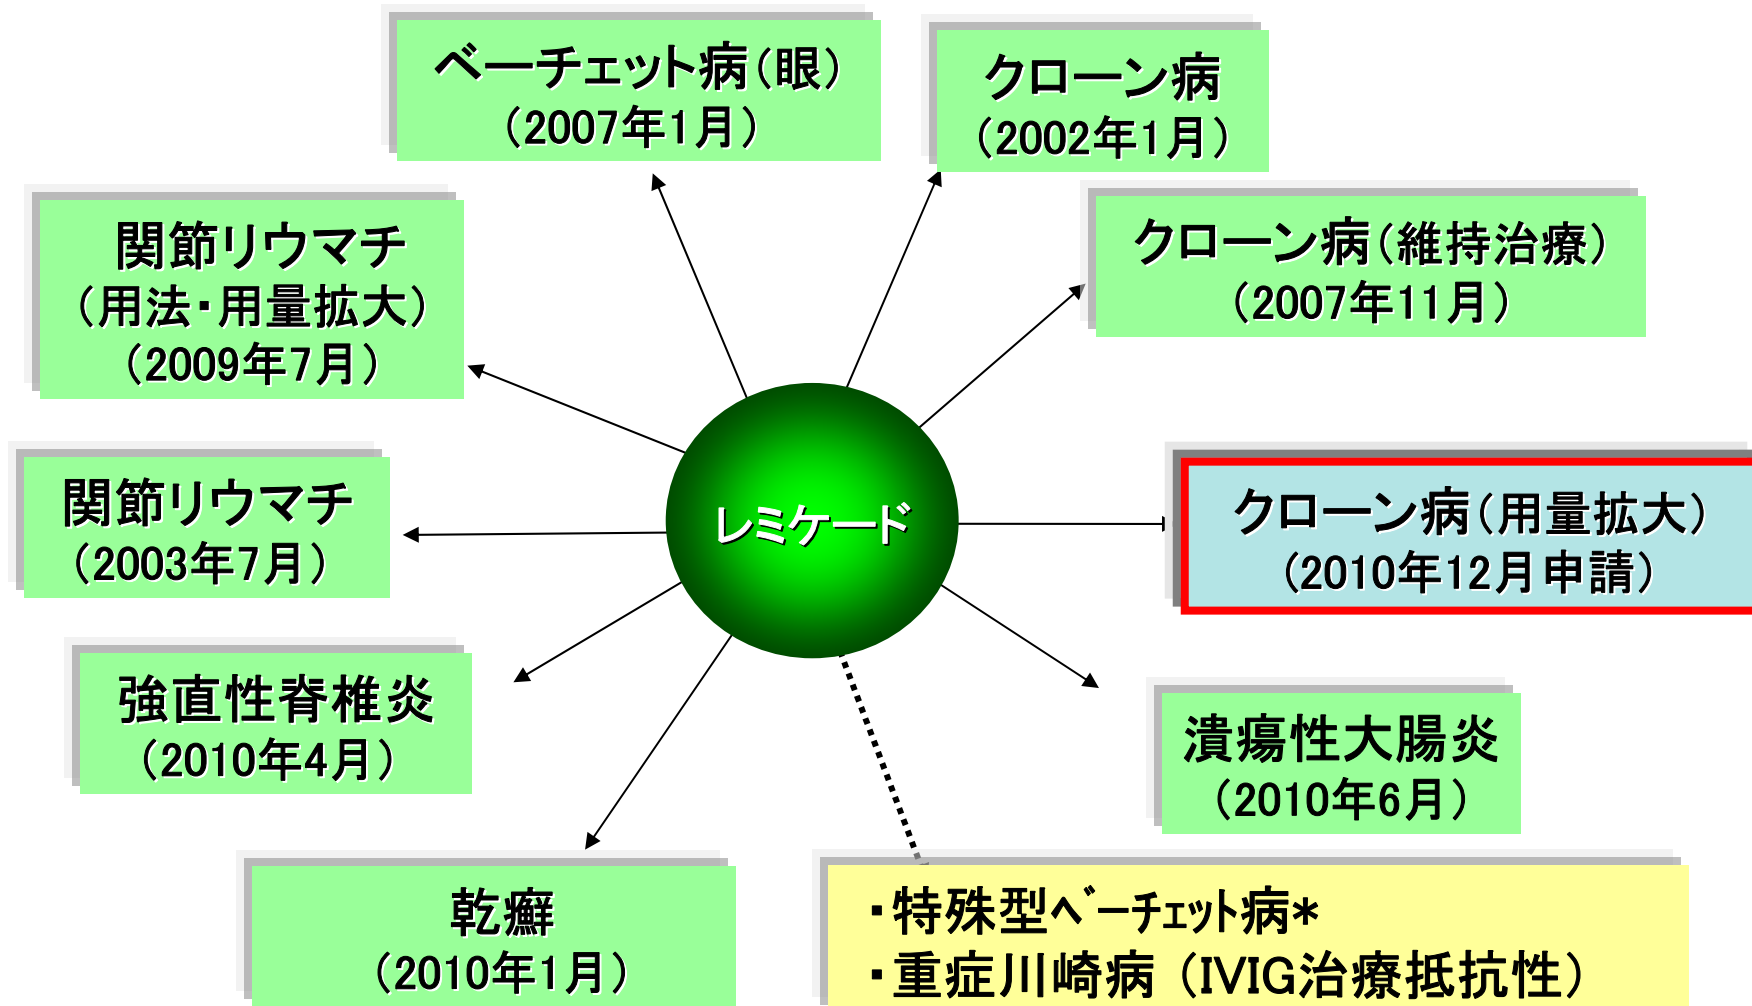 ベーチェット病（眼）
（2007年1月）
クローン病
（2002年1月）
関節リウマチ
（用法・用量拡大）
（2009年7月）
クローン病（維持治療）
（2007年11月）
関節リウマチ
（2003年7月）
レミケード
クローン病（用量拡大）
（2010年12月申請）
強直性脊椎炎
（2010年4月）
潰瘍性大腸炎
（2010年6月）
乾癬
（2010年1月）
・特殊型ﾍﾞｰﾁｪｯﾄ病*
・重症川崎病（IVIG治療抵抗性）